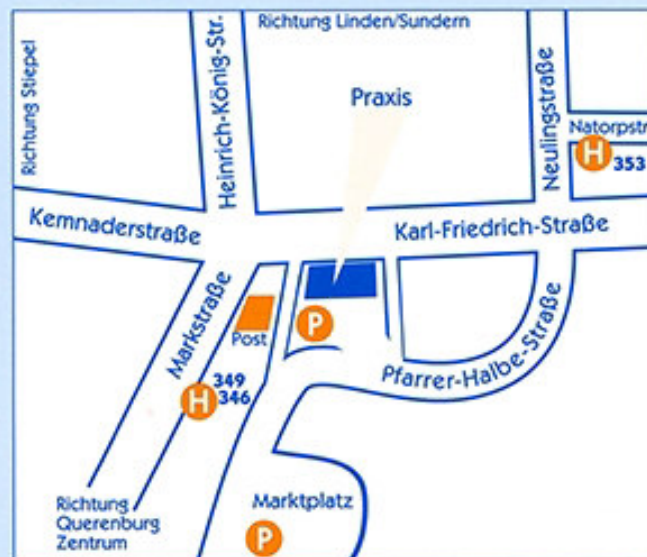 Richtung Linden/Sundern
Richtung Stiepel
Heinrich-König-Str.
Praxis
Neulingstraße
Natorpstr
H 353
Kemnaderstraße
Karl-Friedrich-Straße
Markstraße
P
Post
Pfarrer-Halbe-Straße
349
H 346
Richtung
Querenburg
Zentrum
Marktplatz
P